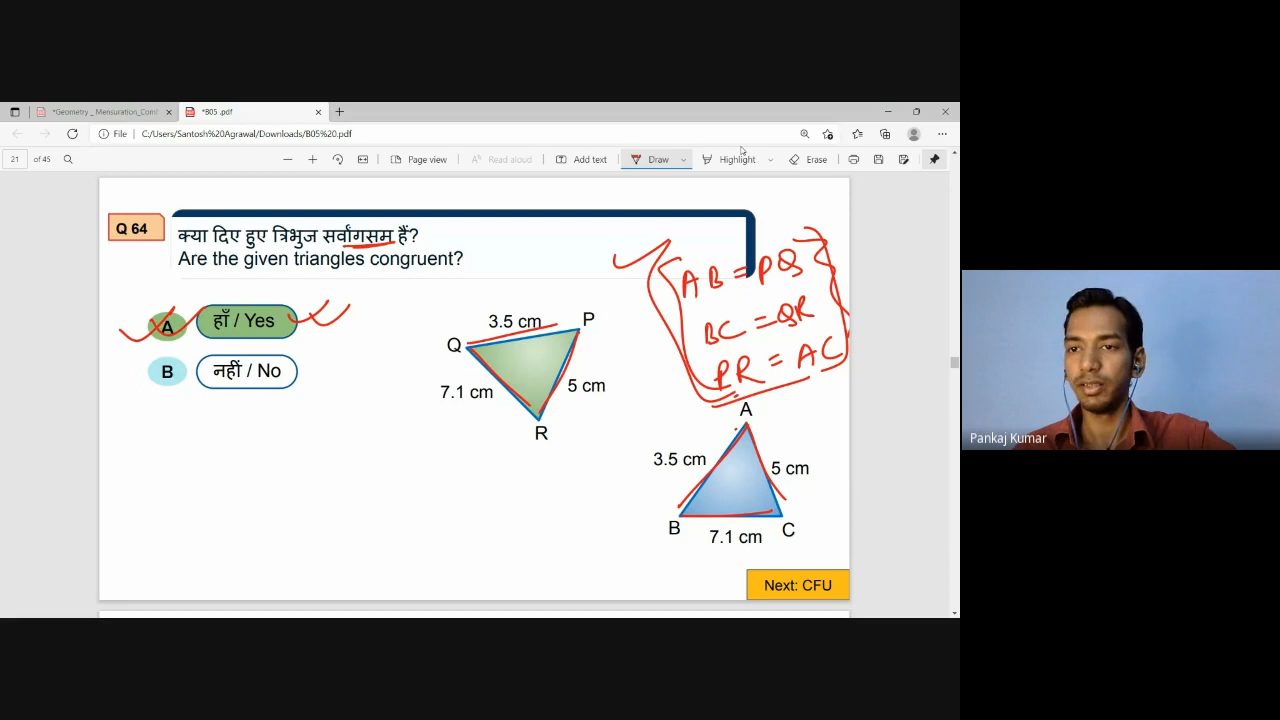 *Geometry _ Mensuration_Coml
*B05 .pdf
File
C:/Users/Santosh%20Agrawal/Downloads/B05%20.pdf
21 of 45
Page view
Read aloud
Add text
Draw
Highlight
Erase
Q 64
क्या दिए हुए त्रिभुज सर्वांगसम हैं?
Are the given triangles congruent?
A हाँ / Yes
B नहीं / No
3.5 cm
P
Q
7.1 cm
5 cm
R
AB = PQ
BC = QR
PR = AC
A
3.5 cm
5 cm
B
7.1 cm
C
Next: CFU
Pankaj Kumar